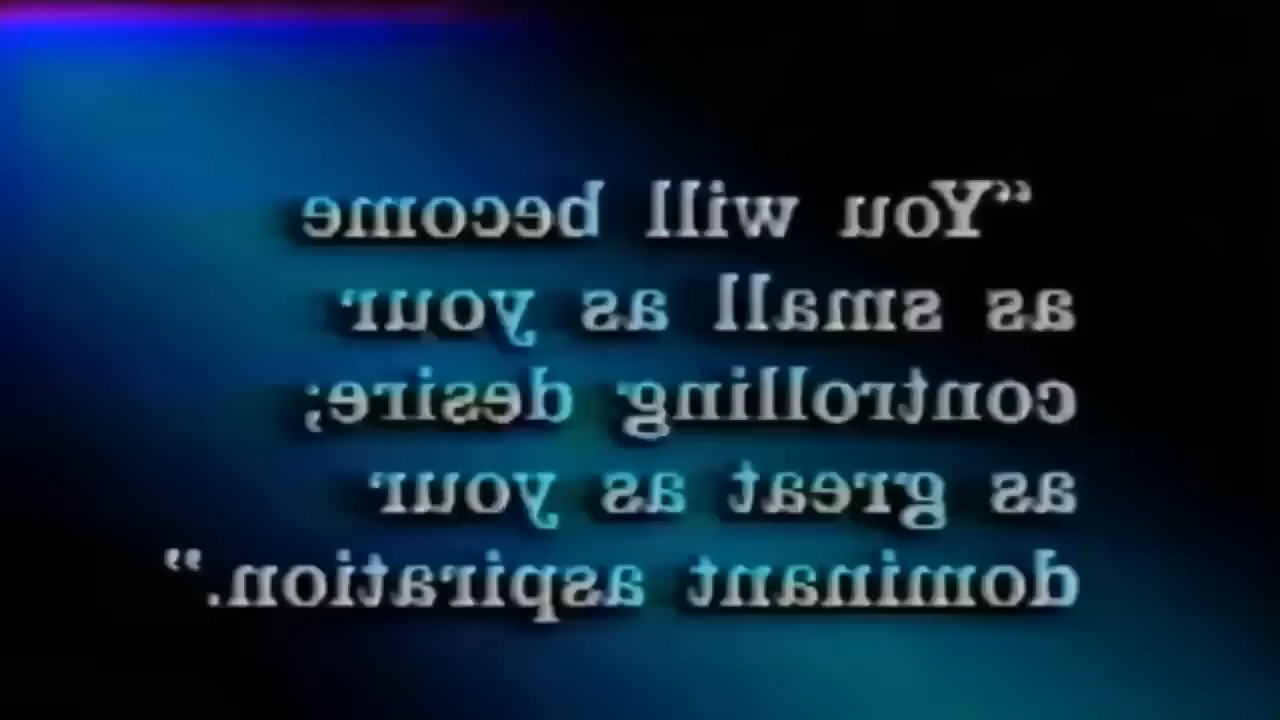 “You will become
as small as your
controlling desire;
as great as your
dominant aspiration.”